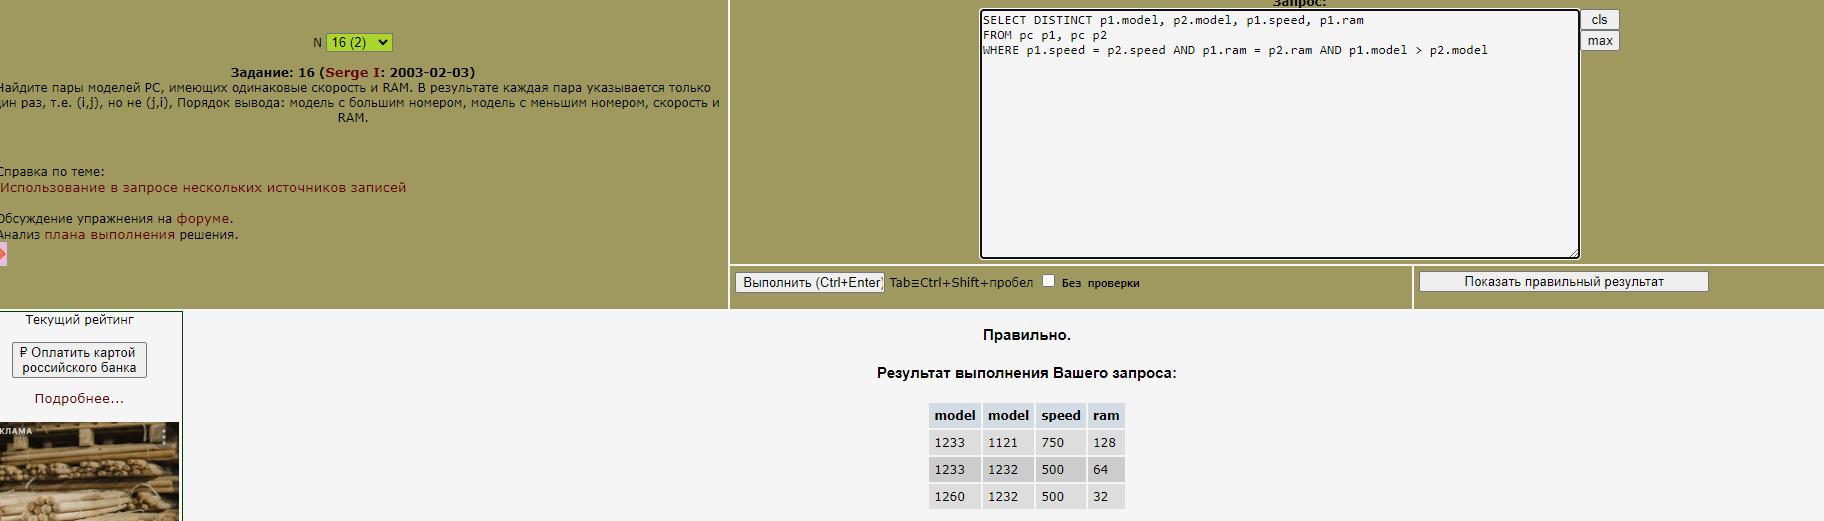 N 16 (2)
Задание: 16 (Serge I: 2003-02-03)
Найдите пары моделей PC, имеющих одинаковые скорость и RAM. В результате каждая пара указывается только
ин раз, т.е. (i,j), но не (j,i), Порядок вывода: модель с большим номером, модель с меньшим номером, скорость и
RAM.
Справка по теме:
Использование в запросе нескольких источников записей
Обсуждение упражнения на форуме.
Анализ плана выполнения решения.
Запрос:
SELECT DISTINCT p1.model, p2.model, p1.speed, p1.ram
FROM pc p1, pc p2
WHERE p1.speed = p2.speed AND p1.ram = p2.ram AND p1.model > p2.model
cls
max
Выполнить (Ctrl+Enter) Tab≡Ctrl+Shift+пробел Без проверки
Показать правильный результат
Текущий рейтинг
₽ Оплатить картой
российского банка
Подробнее...
КЛАМА
Правильно.
Результат выполнения Вашего запроса:
model model speed ram
1233 1121 750 128
1233 1232 500 64
1260 1232 500 32